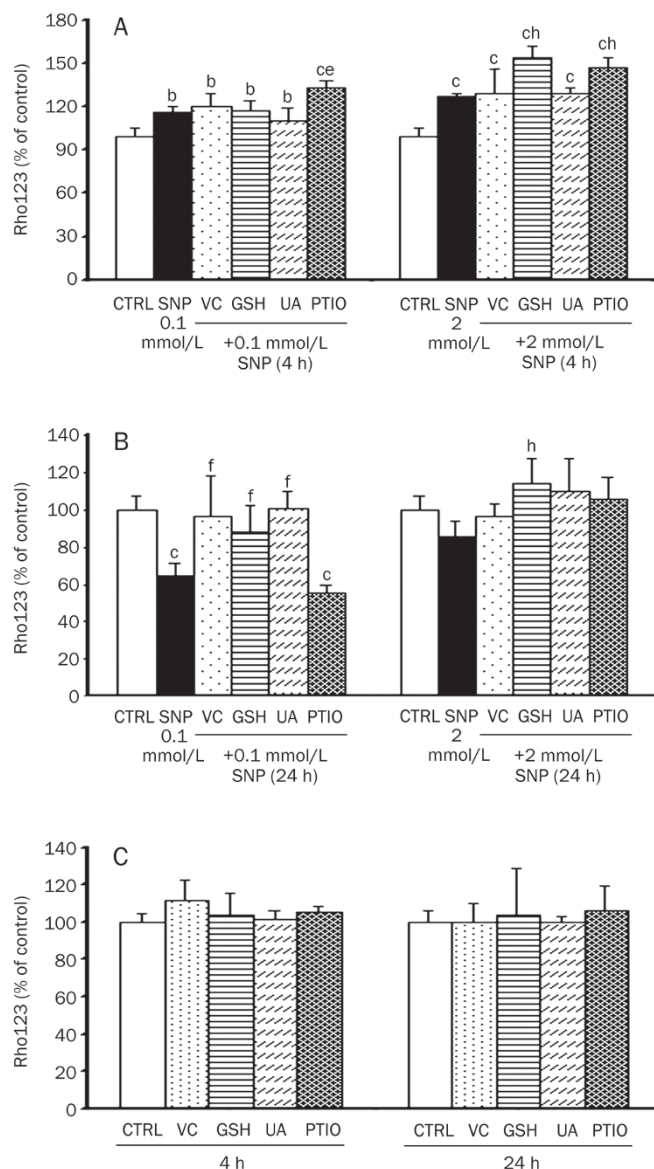 A
Rho123 (% of control)
180
150
120
90
60
30
0
b b b b ce c c ch c ch
CTRL SNP VC GSH UA PTIO CTRL SNP VC GSH UA PTIO
0.1 +0.1 mmol/L 2 +2 mmol/L
mmol/L SNP (4 h) mmol/L SNP (4 h)
B
Rho123 (% of control)
140
120
100
80
60
40
20
0
c f f f c h
CTRL SNP VC GSH UA PTIO CTRL SNP VC GSH UA PTIO
0.1 +0.1 mmol/L 2 +2 mmol/L
mmol/L SNP (24 h) mmol/L SNP (24 h)
C
Rho123 (% of control)
140
120
100
80
60
40
20
0
CTRL VC GSH UA PTIO CTRL VC GSH UA PTIO
4 h 24 h